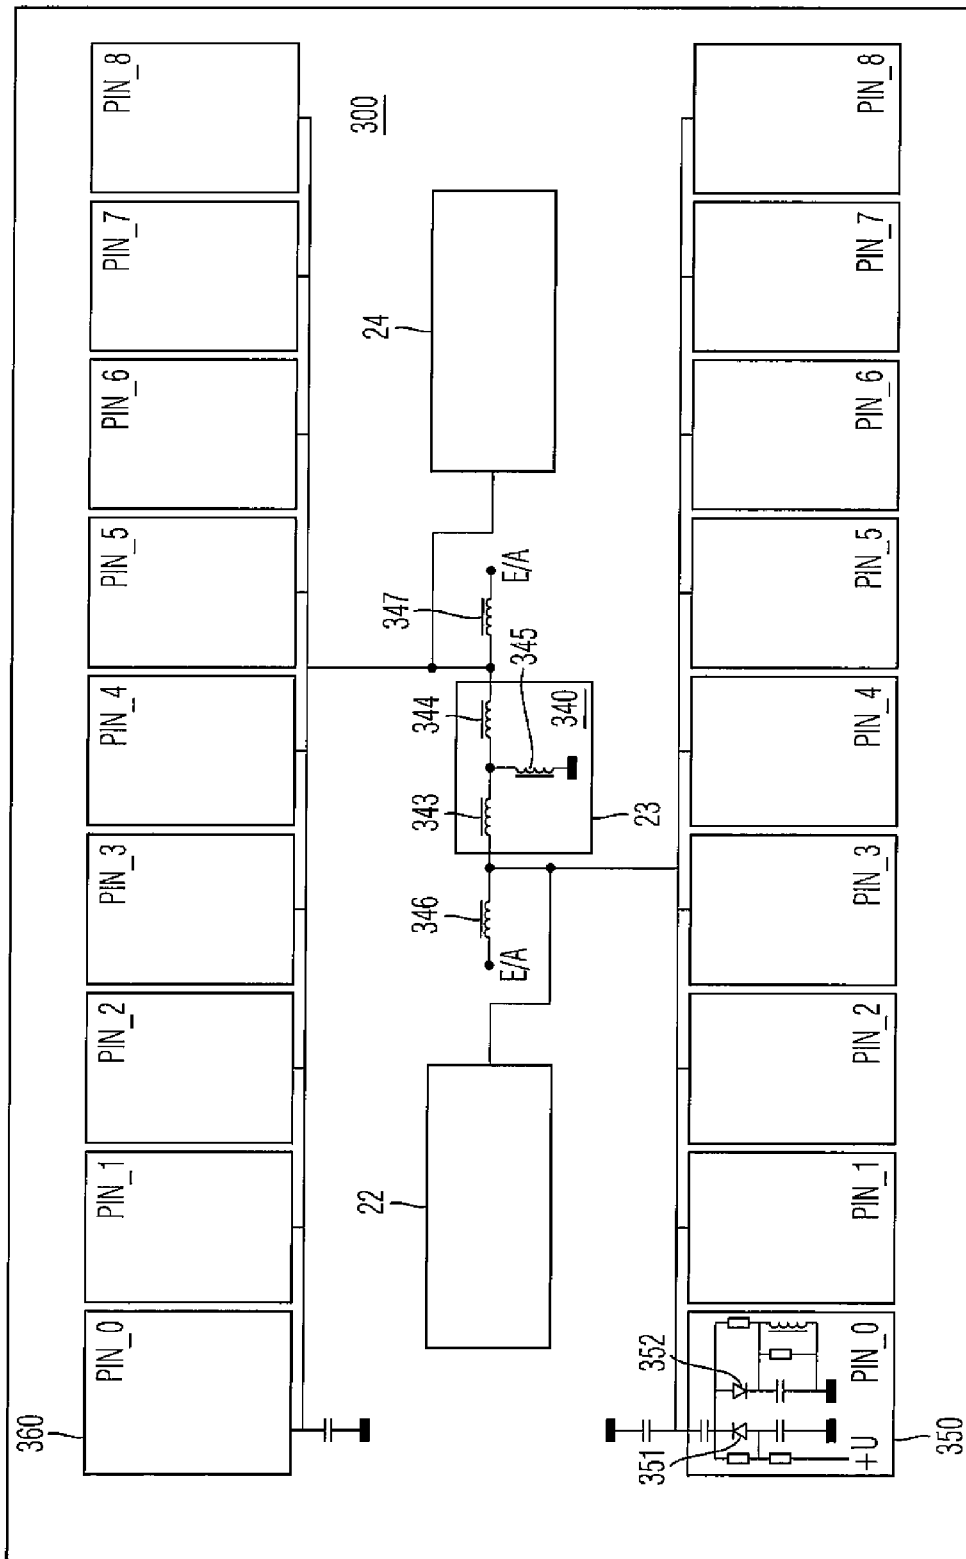 360
PIN_0
PIN_1
PIN_2
PIN_3
PIN_4
PIN_5
PIN_6
PIN_7
PIN_8
300
22
24
E/A
346
343
344
347
E/A
345
340
23
350
+U
351
352
PIN_0
PIN_1
PIN_2
PIN_3
PIN_4
PIN_5
PIN_6
PIN_7
PIN_8